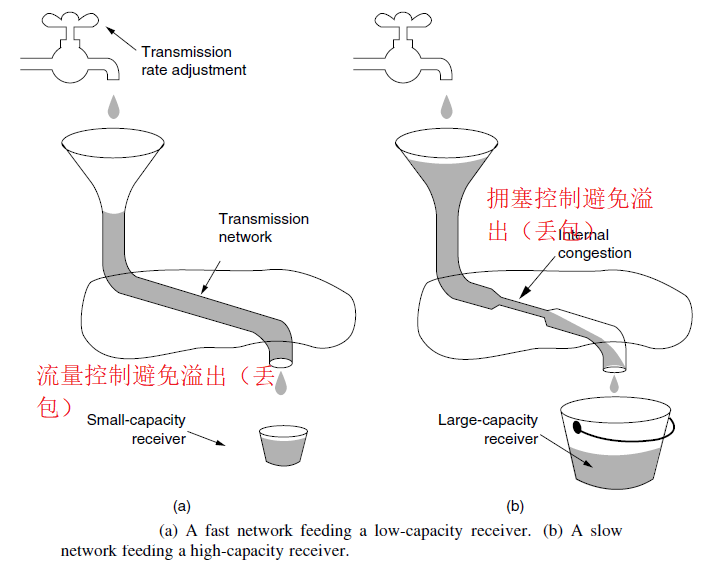 Transmission
rate adjustment
拥塞控制避免溢
出（丢包）
Transmission
network
Internal
congestion
流量控制避免溢出（丢
包）
Small-capacity
receiver
Large-capacity
receiver
(a)
(b)
(a) A fast network feeding a low-capacity receiver. (b) A slow
network feeding a high-capacity receiver.